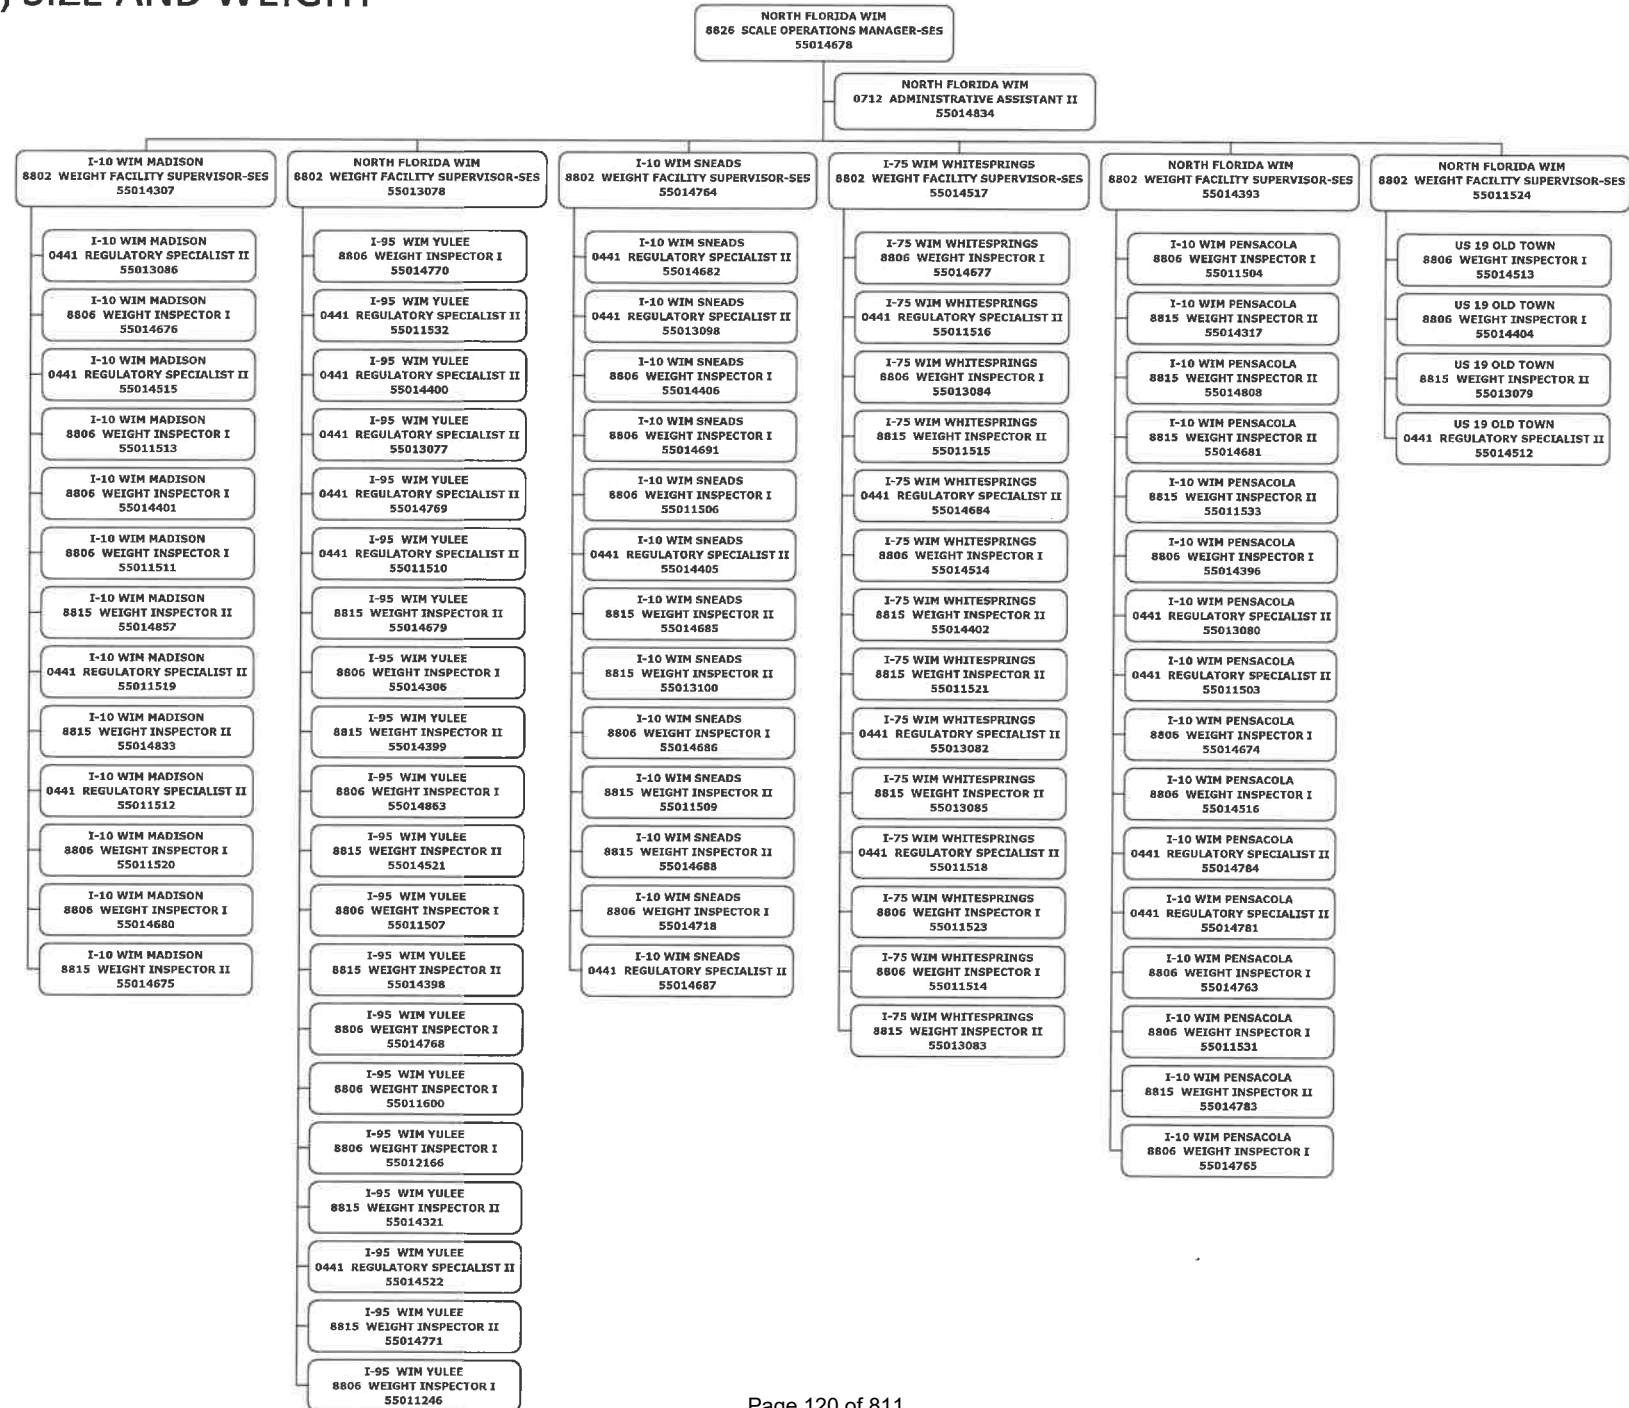 , SIZE AND WEIGHT
NORTH FLORIDA WIM
8826 SCALE OPERATIONS MANAGER-SES
55014678
NORTH FLORIDA WIM
0712 ADMINISTRATIVE ASSISTANT II
55014834
I-10 WIM MADISON
8802 WEIGHT FACILITY SUPERVISOR-SES
55014307
I-10 WIM MADISON
0441 REGULATORY SPECIALIST II
55013086
I-10 WIM MADISON
8806 WEIGHT INSPECTOR I
55014676
I-10 WIM MADISON
0441 REGULATORY SPECIALIST II
55014515
I-10 WIM MADISON
8806 WEIGHT INSPECTOR I
55011513
I-10 WIM MADISON
8806 WEIGHT INSPECTOR I
55014401
I-10 WIM MADISON
8806 WEIGHT INSPECTOR I
55011511
I-10 WIM MADISON
8815 WEIGHT INSPECTOR II
55014857
I-10 WIM MADISON
0441 REGULATORY SPECIALIST II
55011519
I-10 WIM MADISON
8815 WEIGHT INSPECTOR II
55014833
I-10 WIM MADISON
0441 REGULATORY SPECIALIST II
55011512
I-10 WIM MADISON
8806 WEIGHT INSPECTOR I
55011520
I-10 WIM MADISON
8806 WEIGHT INSPECTOR I
55014680
I-10 WIM MADISON
8815 WEIGHT INSPECTOR II
55014675
NORTH FLORIDA WIM
8802 WEIGHT FACILITY SUPERVISOR-SES
55013078
I-95 WIM YULEE
8806 WEIGHT INSPECTOR I
55014770
I-95 WIM YULEE
0441 REGULATORY SPECIALIST II
55011532
I-95 WIM YULEE
0441 REGULATORY SPECIALIST II
55014400
I-95 WIM YULEE
0441 REGULATORY SPECIALIST II
55013077
I-95 WIM YULEE
0441 REGULATORY SPECIALIST II
55014769
I-95 WIM YULEE
0441 REGULATORY SPECIALIST II
55011510
I-95 WIM YULEE
8815 WEIGHT INSPECTOR II
55014679
I-95 WIM YULEE
8806 WEIGHT INSPECTOR I
55014306
I-95 WIM YULEE
8815 WEIGHT INSPECTOR II
55014399
I-95 WIM YULEE
8806 WEIGHT INSPECTOR I
55014863
I-95 WIM YULEE
8815 WEIGHT INSPECTOR II
55014521
I-95 WIM YULEE
8806 WEIGHT INSPECTOR I
55011507
I-95 WIM YULEE
8815 WEIGHT INSPECTOR II
55014398
I-95 WIM YULEE
8806 WEIGHT INSPECTOR I
55014768
I-95 WIM YULEE
8806 WEIGHT INSPECTOR I
55011600
I-95 WIM YULEE
8806 WEIGHT INSPECTOR I
55012166
I-95 WIM YULEE
8815 WEIGHT INSPECTOR II
55014321
I-95 WIM YULEE
0441 REGULATORY SPECIALIST II
55014522
I-95 WIM YULEE
8815 WEIGHT INSPECTOR II
55014771
I-95 WIM YULEE
8806 WEIGHT INSPECTOR I
55011246
I-10 WIM SNEADS
8802 WEIGHT FACILITY SUPERVISOR-SES
55014764
I-10 WIM SNEADS
0441 REGULATORY SPECIALIST II
55014682
I-10 WIM SNEADS
0441 REGULATORY SPECIALIST II
55013098
I-10 WIM SNEADS
8806 WEIGHT INSPECTOR I
55014406
I-10 WIM SNEADS
8806 WEIGHT INSPECTOR I
55014691
I-10 WIM SNEADS
8806 WEIGHT INSPECTOR I
55011506
I-10 WIM SNEADS
0441 REGULATORY SPECIALIST II
55014405
I-10 WIM SNEADS
8815 WEIGHT INSPECTOR II
55014685
I-10 WIM SNEADS
8815 WEIGHT INSPECTOR II
55013100
I-10 WIM SNEADS
8806 WEIGHT INSPECTOR I
55014686
I-10 WIM SNEADS
8815 WEIGHT INSPECTOR II
55011509
I-10 WIM SNEADS
8815 WEIGHT INSPECTOR II
55014688
I-10 WIM SNEADS
8806 WEIGHT INSPECTOR I
55014718
I-10 WIM SNEADS
0441 REGULATORY SPECIALIST II
55014687
I-75 WIM WHITESPRINGS
8802 WEIGHT FACILITY SUPERVISOR-SES
55014517
I-75 WIM WHITESPRINGS
8806 WEIGHT INSPECTOR I
55014677
I-75 WIM WHITESPRINGS
0441 REGULATORY SPECIALIST II
55011516
I-75 WIM WHITESPRINGS
8806 WEIGHT INSPECTOR I
55013084
I-75 WIM WHITESPRINGS
8815 WEIGHT INSPECTOR II
55011515
I-75 WIM WHITESPRINGS
0441 REGULATORY SPECIALIST II
55014684
I-75 WIM WHITESPRINGS
8806 WEIGHT INSPECTOR I
55014514
I-75 WIM WHITESPRINGS
8815 WEIGHT INSPECTOR II
55014402
I-75 WIM WHITESPRINGS
8815 WEIGHT INSPECTOR II
55011521
I-75 WIM WHITESPRINGS
0441 REGULATORY SPECIALIST II
55013082
I-75 WIM WHITESPRINGS
8815 WEIGHT INSPECTOR II
55013085
I-75 WIM WHITESPRINGS
0441 REGULATORY SPECIALIST II
55011518
I-75 WIM WHITESPRINGS
8806 WEIGHT INSPECTOR I
55011523
I-75 WIM WHITESPRINGS
8806 WEIGHT INSPECTOR I
55011514
I-75 WIM WHITESPRINGS
8815 WEIGHT INSPECTOR II
55013083
NORTH FLORIDA WIM
8802 WEIGHT FACILITY SUPERVISOR-SES
55014393
I-10 WIM PENSACOLA
8806 WEIGHT INSPECTOR I
55011504
I-10 WIM PENSACOLA
8815 WEIGHT INSPECTOR II
55014317
I-10 WIM PENSACOLA
8815 WEIGHT INSPECTOR II
55014808
I-10 WIM PENSACOLA
8815 WEIGHT INSPECTOR II
55014681
I-10 WIM PENSACOLA
8815 WEIGHT INSPECTOR II
55011533
I-10 WIM PENSACOLA
8806 WEIGHT INSPECTOR I
55014396
I-10 WIM PENSACOLA
0441 REGULATORY SPECIALIST II
55013080
I-10 WIM PENSACOLA
0441 REGULATORY SPECIALIST II
55011503
I-10 WIM PENSACOLA
8806 WEIGHT INSPECTOR I
55014674
I-10 WIM PENSACOLA
8806 WEIGHT INSPECTOR I
55014516
I-10 WIM PENSACOLA
0441 REGULATORY SPECIALIST II
55014784
I-10 WIM PENSACOLA
0441 REGULATORY SPECIALIST II
55014781
I-10 WIM PENSACOLA
8806 WEIGHT INSPECTOR I
55014763
I-10 WIM PENSACOLA
8806 WEIGHT INSPECTOR I
55011531
I-10 WIM PENSACOLA
8815 WEIGHT INSPECTOR II
55014783
I-10 WIM PENSACOLA
8806 WEIGHT INSPECTOR I
55014765
NORTH FLORIDA WIM
8802 WEIGHT FACILITY SUPERVISOR-SES
55011524
US 19 OLD TOWN
8806 WEIGHT INSPECTOR I
55014513
US 19 OLD TOWN
8806 WEIGHT INSPECTOR I
55014404
US 19 OLD TOWN
8815 WEIGHT INSPECTOR II
55013079
US 19 OLD TOWN
0441 REGULATORY SPECIALIST II
55014512
Page 120 of 811